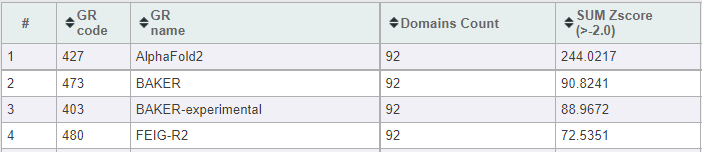 # GR code GR name Domains Count SUM Zscore (>-2.0)
1 427 AlphaFold2 92 244.0217
2 473 BAKER 92 90.8241
3 403 BAKER-experimental 92 88.9672
4 480 FEIG-R2 92 72.5351